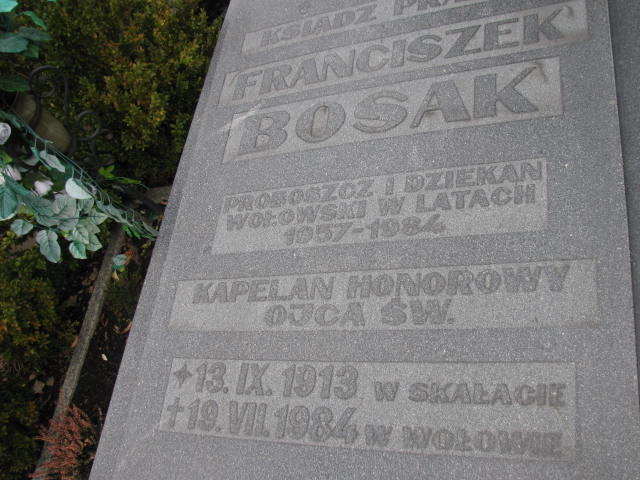 KSIĄDZ
FRANCISZEK
BOSAK
PROBOSZCZ I DZIEKAN
WOŁOWSKI W LATACH
1957-1984
KAPELAN HONOROWY
OJCA ŚW.
13. IX. 1913 W SKAŁACIE
† 19. VII. 1984 W WOŁOWIE